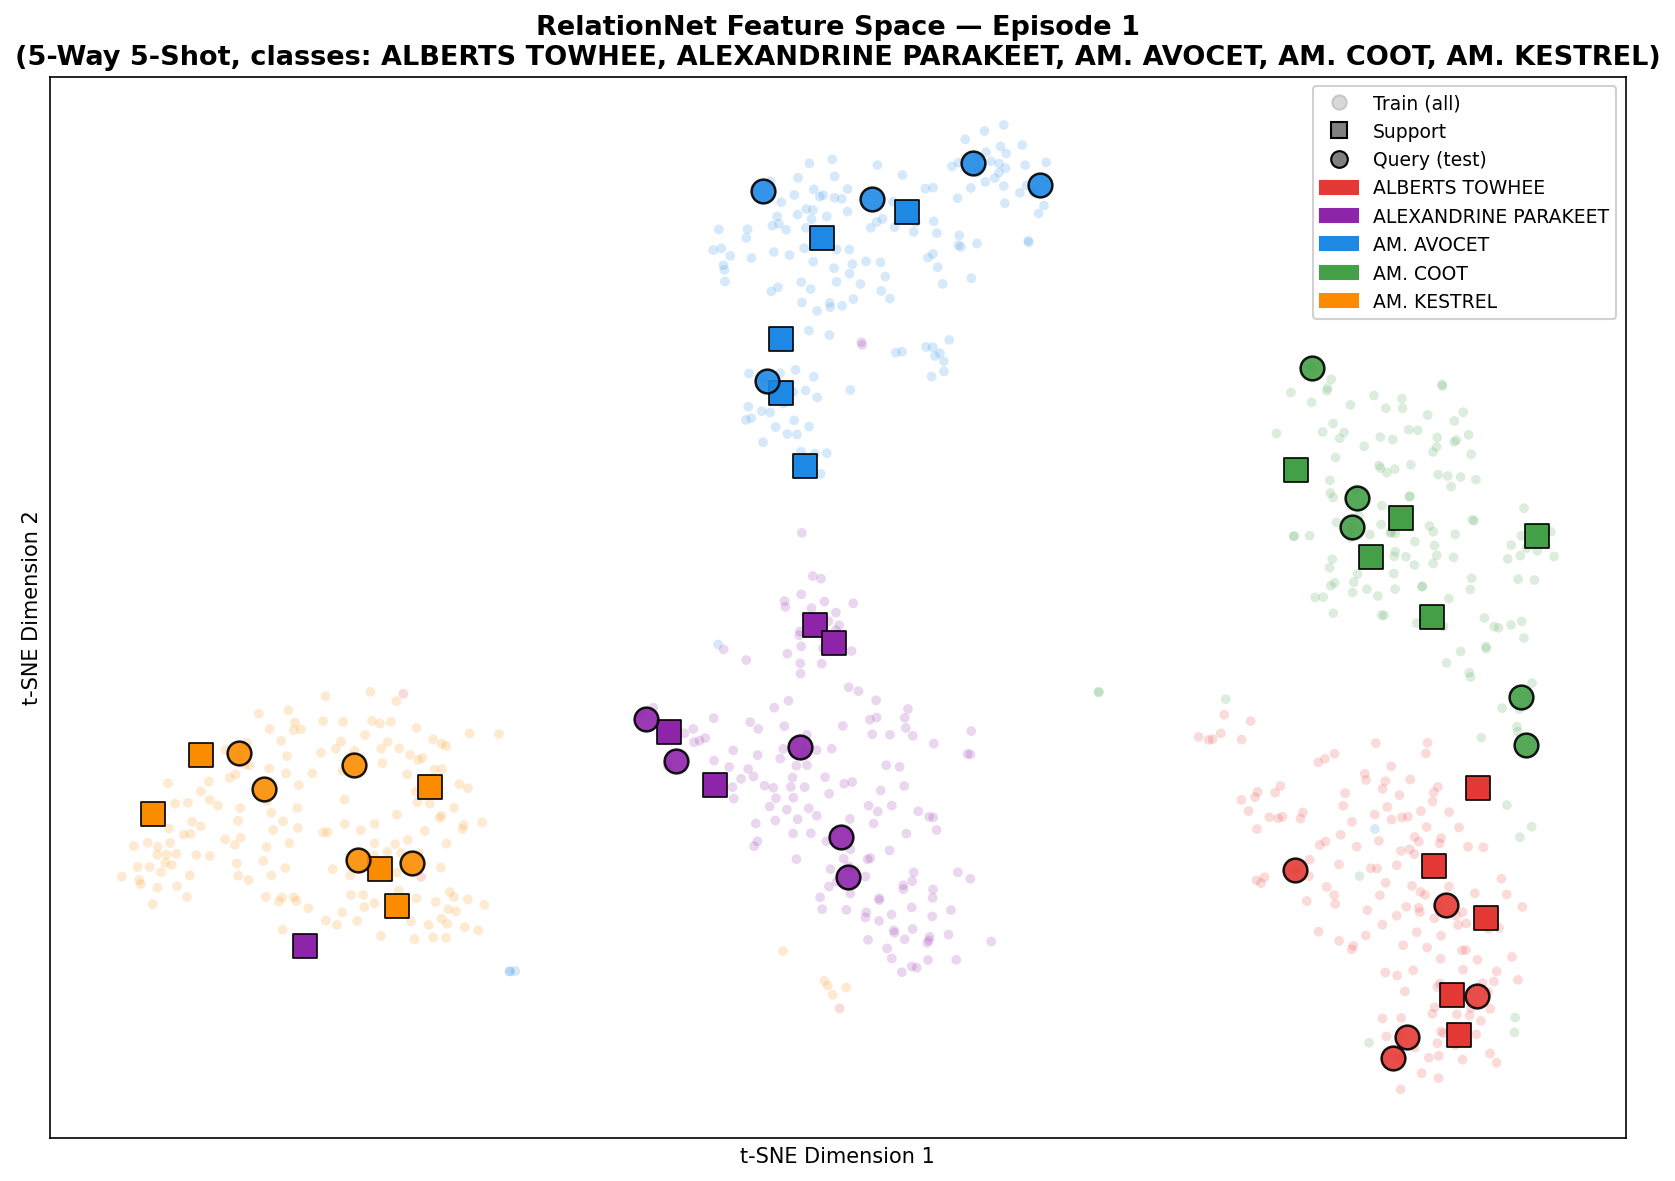 RelationNet Feature Space — Episode 1
(5-Way 5-Shot, classes: ALBERTS TOWHEE, ALEXANDRINE PARAKEET, AM. AVOCET, AM. COOT, AM. KESTREL)
Train (all)
Support
Query (test)
ALBERTS TOWHEE
ALEXANDRINE PARAKEET
AM. AVOCET
AM. COOT
AM. KESTREL
t-SNE Dimension 2
t-SNE Dimension 1